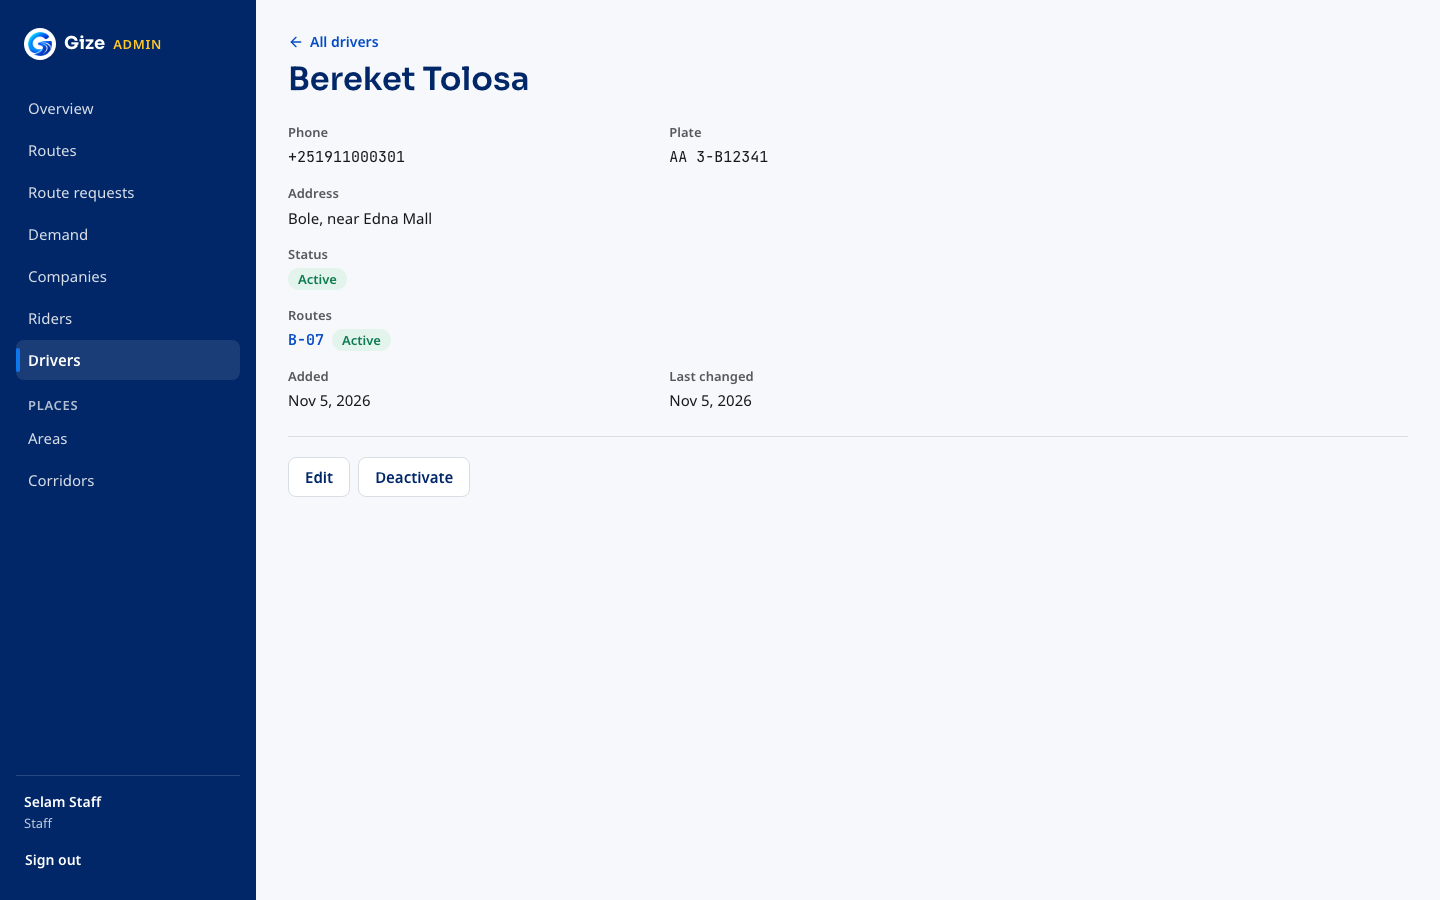 Gize ADMIN
Overview
Routes
Route requests
Demand
Companies
Riders
Drivers
PLACES
Areas
Corridors
Selam Staff
Staff
Sign out
← All drivers
Bereket Tolosa
Phone
+251911000301
Plate
AA 3-B12341
Address
Bole, near Edna Mall
Status
Active
Routes
B-07 Active
Added
Nov 5, 2026
Last changed
Nov 5, 2026
Edit
Deactivate